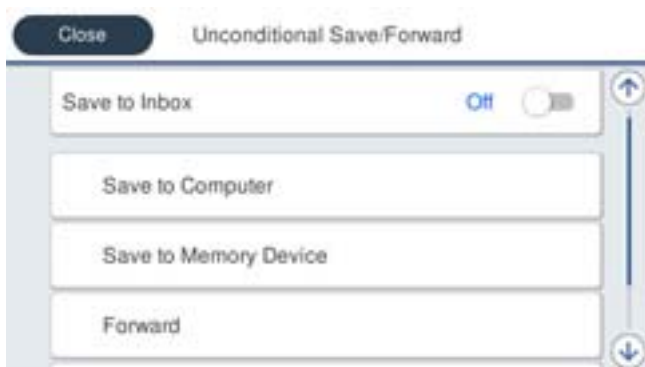 Close Unconditional Save/Forward
Save to Inbox Off
Save to Computer
Save to Memory Device
Forward